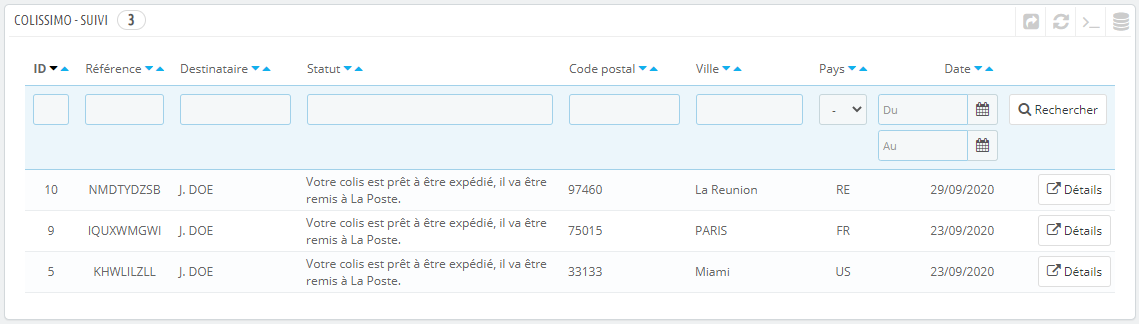 COLISSIMO - SUIVI 3
ID Référence Destinataire Statut Code postal Ville Pays Date
- Du Rechercher
Au
10 NMDTYDZSB J. DOE Votre colis est prêt à être expédié, il va être remis à La Poste. 97460 La Reunion RE 29/09/2020 Détails
9 IQUXWMGWI J. DOE Votre colis est prêt à être expédié, il va être remis à La Poste. 75015 PARIS FR 23/09/2020 Détails
5 KHWLILZLL J. DOE Votre colis est prêt à être expédié, il va être remis à La Poste. 33133 Miami US 23/09/2020 Détails